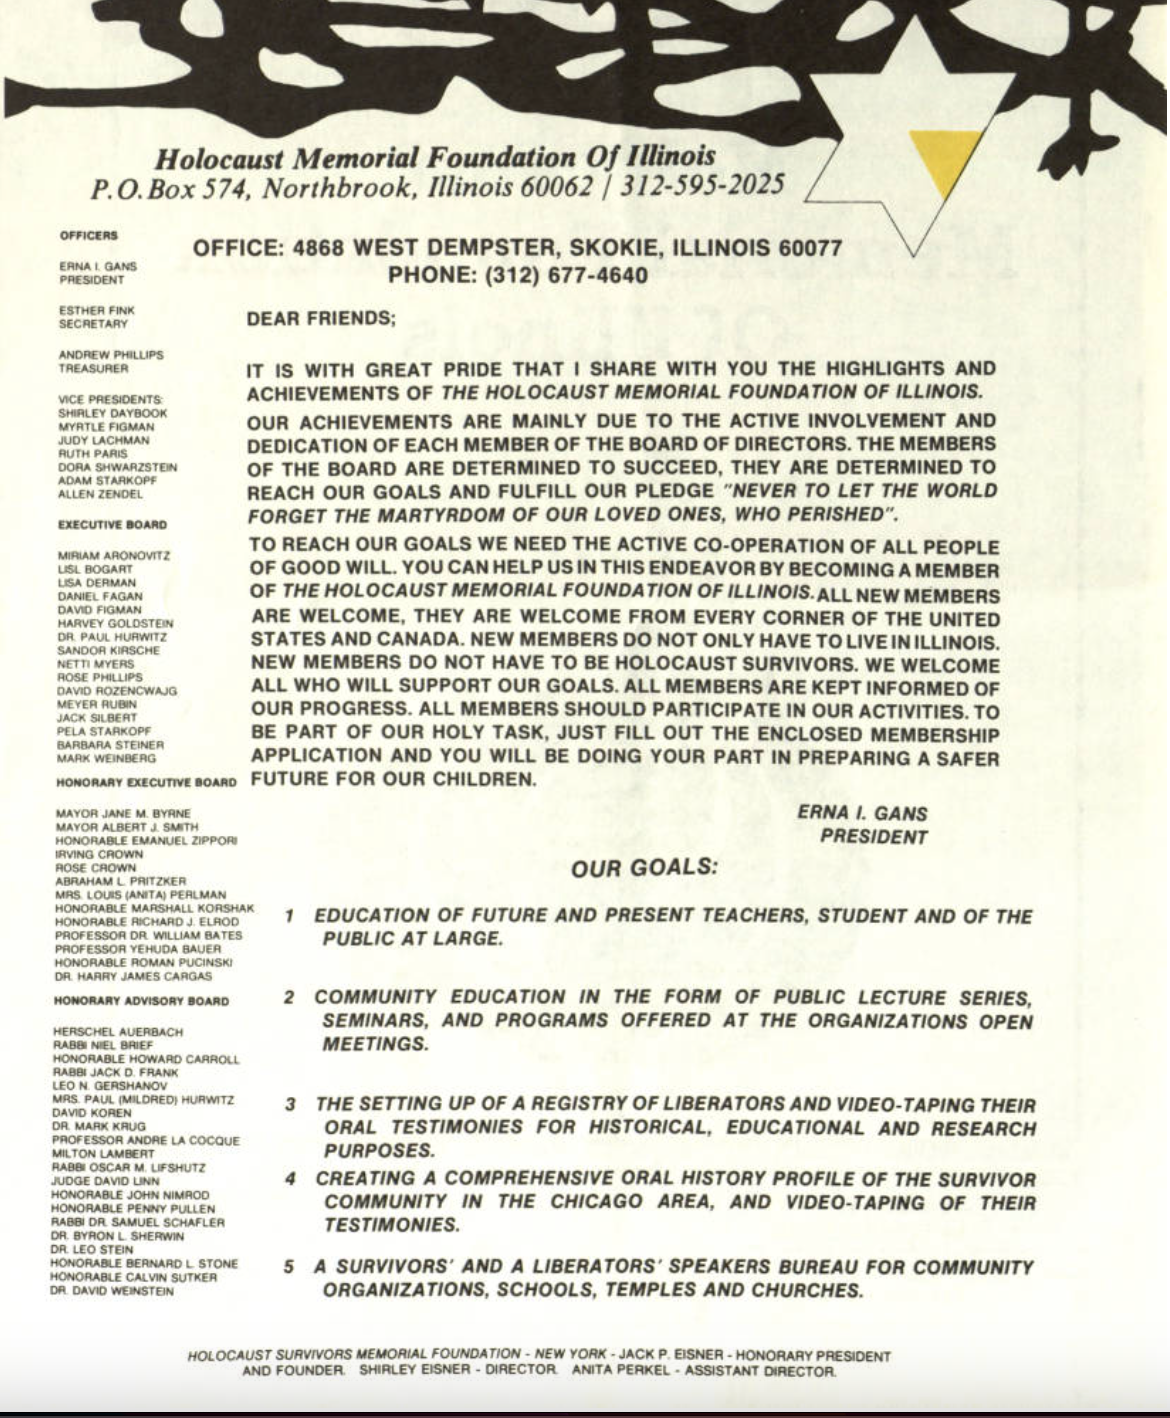 Holocaust Memorial Foundation Of Illinois
P.O. Box 574, Northbrook, Illinois 60062 / 312-595-2025
OFFICE: 4868 WEST DEMPSTER, SKOKIE, ILLINOIS 60077
PHONE: (312) 677-4640
OFFICERS
ERNA I. GANS
PRESIDENT
ESTHER FINK
SECRETARY
ANDREW PHILLIPS
TREASURER
VICE PRESIDENTS:
SHIRLEY DAYBOOK
MYRTLE FIGMAN
JUDY LACHMAN
RUTH PARIS
DORA SHWARZSTEIN
ADAM STARKOPF
ALLEN ZENDEL
EXECUTIVE BOARD
MIRIAM ARONOVITZ
LISL BOGART
LISA DERMAN
DANIEL FAGAN
DAVID FIGMAN
HARVEY GOLDSTEIN
DR. PAUL HURWITZ
SANDOR KIRSCHE
NETTI MYERS
ROSE PHILLIPS
DAVID ROZENCWAJG
MEYER RUBIN
JACK SILBERT
PELA STARKOPF
BARBARA STEINER
MARK WEINBERG
HONORARY EXECUTIVE BOARD
MAYOR JANE M. BYRNE
MAYOR ALBERT J. SMITH
HONORABLE EMANUEL ZIPPORI
IRVING CROWN
ROSE CROWN
ABRAHAM L. PRITZKER
MRS. LOUIS (ANITA) PERLMAN
HONORABLE MARSHALL KORSHAK
HONORABLE RICHARD J. ELROD
PROFESSOR DR. WILLIAM BATES
PROFESSOR YEHUDA BAUER
HONORABLE ROMAN PUCINSKI
DR. HARRY JAMES CARGAS
HONORARY ADVISORY BOARD
HERSCHEL AUERBACH
RABBI NIEL BRIEF
HONORABLE HOWARD CARROLL
RABBI JACK D. FRANK
LEO N. GERSHANOV
MRS. PAUL (MILDRED) HURWITZ
DAVID KOREN
DR. MARK KRUG
PROFESSOR ANDRE LA COCQUE
MILTON LAMBERT
RABBI OSCAR M. LIFSHUTZ
JUDGE DAVID LINN
HONORABLE JOHN NIMROD
HONORABLE PENNY PULLEN
RABBI DR. SAMUEL SCHAFLER
DR. BYRON L. SHERWIN
DR. LEO STEIN
HONORABLE BERNARD L. STONE
HONORABLE CALVIN SUTKER
DR. DAVID WEINSTEIN
DEAR FRIENDS;
IT IS WITH GREAT PRIDE THAT I SHARE WITH YOU THE HIGHLIGHTS AND
ACHIEVEMENTS OF THE HOLOCAUST MEMORIAL FOUNDATION OF ILLINOIS.
OUR ACHIEVEMENTS ARE MAINLY DUE TO THE ACTIVE INVOLVEMENT AND
DEDICATION OF EACH MEMBER OF THE BOARD OF DIRECTORS. THE MEMBERS
OF THE BOARD ARE DETERMINED TO SUCCEED, THEY ARE DETERMINED TO
REACH OUR GOALS AND FULFILL OUR PLEDGE "NEVER TO LET THE WORLD
FORGET THE MARTYRDOM OF OUR LOVED ONES, WHO PERISHED".
TO REACH OUR GOALS WE NEED THE ACTIVE CO-OPERATION OF ALL PEOPLE
OF GOOD WILL. YOU CAN HELP US IN THIS ENDEAVOR BY BECOMING A MEMBER
OF THE HOLOCAUST MEMORIAL FOUNDATION OF ILLINOIS. ALL NEW MEMBERS
ARE WELCOME, THEY ARE WELCOME FROM EVERY CORNER OF THE UNITED
STATES AND CANADA. NEW MEMBERS DO NOT ONLY HAVE TO LIVE IN ILLINOIS.
NEW MEMBERS DO NOT HAVE TO BE HOLOCAUST SURVIVORS. WE WELCOME
ALL WHO WILL SUPPORT OUR GOALS. ALL MEMBERS ARE KEPT INFORMED OF
OUR PROGRESS. ALL MEMBERS SHOULD PARTICIPATE IN OUR ACTIVITIES. TO
BE PART OF OUR HOLY TASK, JUST FILL OUT THE ENCLOSED MEMBERSHIP
APPLICATION AND YOU WILL BE DOING YOUR PART IN PREPARING A SAFER
FUTURE FOR OUR CHILDREN.
ERNA I. GANS
PRESIDENT
OUR GOALS:
1 EDUCATION OF FUTURE AND PRESENT TEACHERS, STUDENT AND OF THE
PUBLIC AT LARGE.
2 COMMUNITY EDUCATION IN THE FORM OF PUBLIC LECTURE SERIES,
SEMINARS, AND PROGRAMS OFFERED AT THE ORGANIZATIONS OPEN
MEETINGS.
3 THE SETTING UP OF A REGISTRY OF LIBERATORS AND VIDEO-TAPING THEIR
ORAL TESTIMONIES FOR HISTORICAL, EDUCATIONAL AND RESEARCH
PURPOSES.
4 CREATING A COMPREHENSIVE ORAL HISTORY PROFILE OF THE SURVIVOR
COMMUNITY IN THE CHICAGO AREA, AND VIDEO-TAPING OF THEIR
TESTIMONIES.
5 A SURVIVORS' AND A LIBERATORS' SPEAKERS BUREAU FOR COMMUNITY
ORGANIZATIONS, SCHOOLS, TEMPLES AND CHURCHES.
HOLOCAUST SURVIVORS MEMORIAL FOUNDATION - NEW YORK - JACK P. EISNER - HONORARY PRESIDENT
AND FOUNDER. SHIRLEY EISNER - DIRECTOR. ANITA PERKEL - ASSISTANT DIRECTOR.